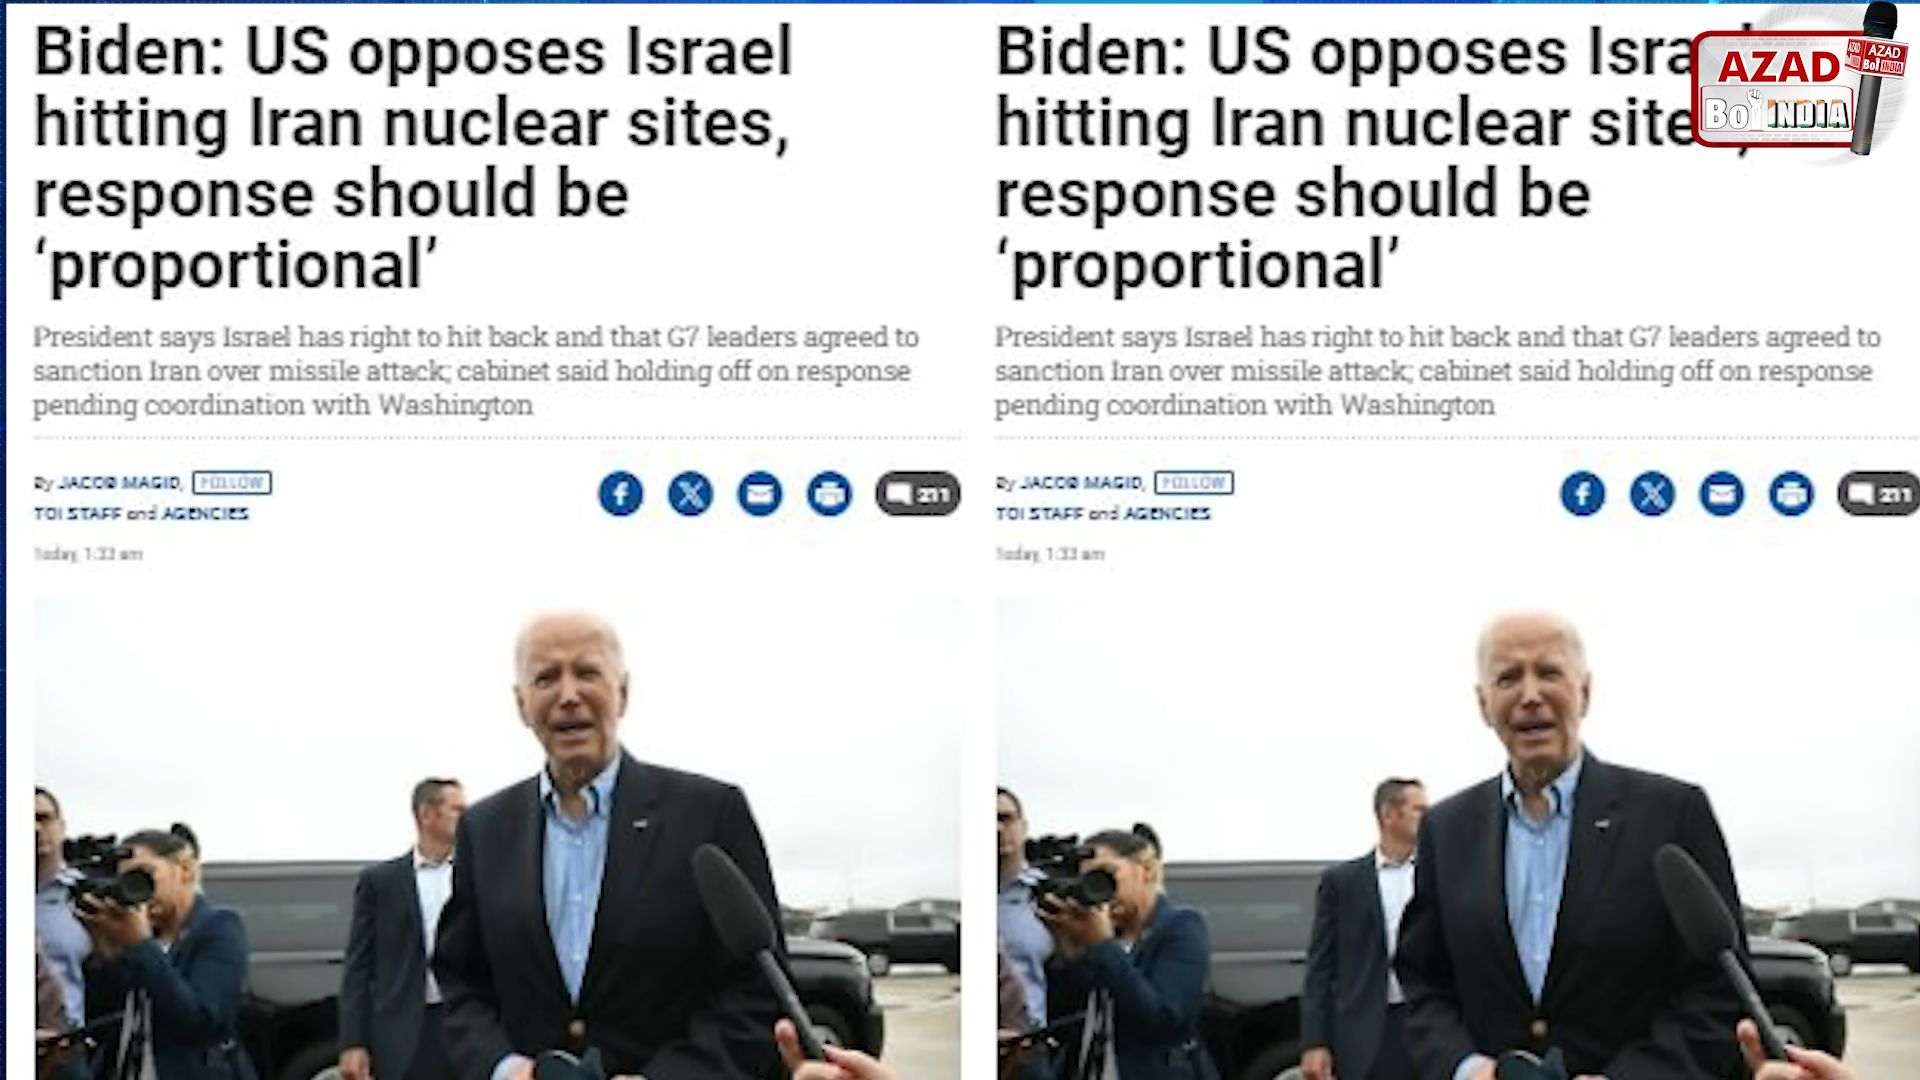 Biden: US opposes Israel
hitting Iran nuclear sites,
response should be
‘proportional’
President says Israel has right to hit back and that G7 leaders agreed to
sanction Iran over missile attack; cabinet said holding off on response
pending coordination with Washington
By JACOB MAGID, FOLLOW
TOI STAFF and AGENCIES
211
Today, 1:33 am
Biden: US opposes Isra
hitting Iran nuclear site
response should be
‘proportional’
President says Israel has right to hit back and that G7 leaders agreed to
sanction Iran over missile attack; cabinet said holding off on response
pending coordination with Washington
By JACOB MAGID, FOLLOW
TOI STAFF and AGENCIES
211
Today, 1:33 am
AZAD
Bol INDIA
AZAD
Bol INDIA